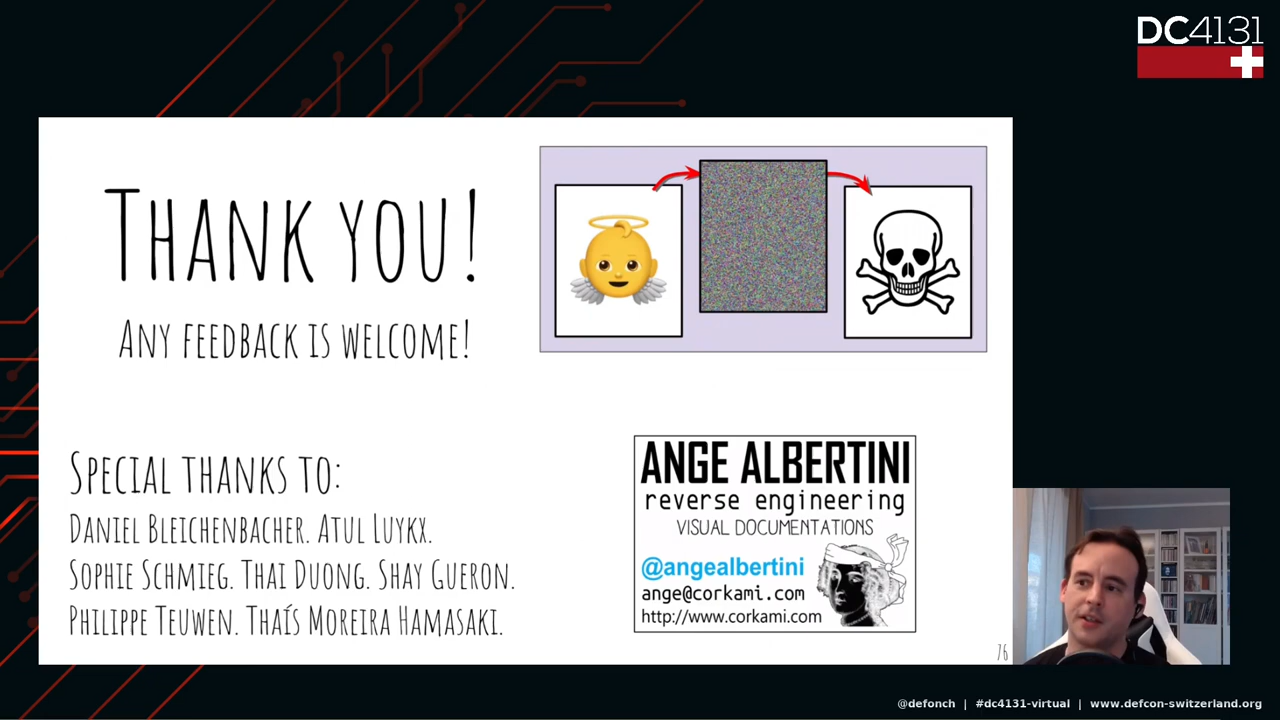 DC4131
THANK YOU!
ANY FEEDBACK IS WELCOME!
SPECIAL THANKS TO:
DANIEL BLEICHENBACHER. ATUL LUYKX.
SOPHIE SCHMIEG. THAI DUONG. SHAY GUERON.
PHILIPPE TEUWEN. THAÍS MOREIRA HAMASAKI.
ANGE ALBERTINI
reverse engineering
VISUAL DOCUMENTATIONS
@angealbertini
ange@corkami.com
http://www.corkami.com
76
@defonch | #dc4131-virtual | www.defcon-switzerland.org